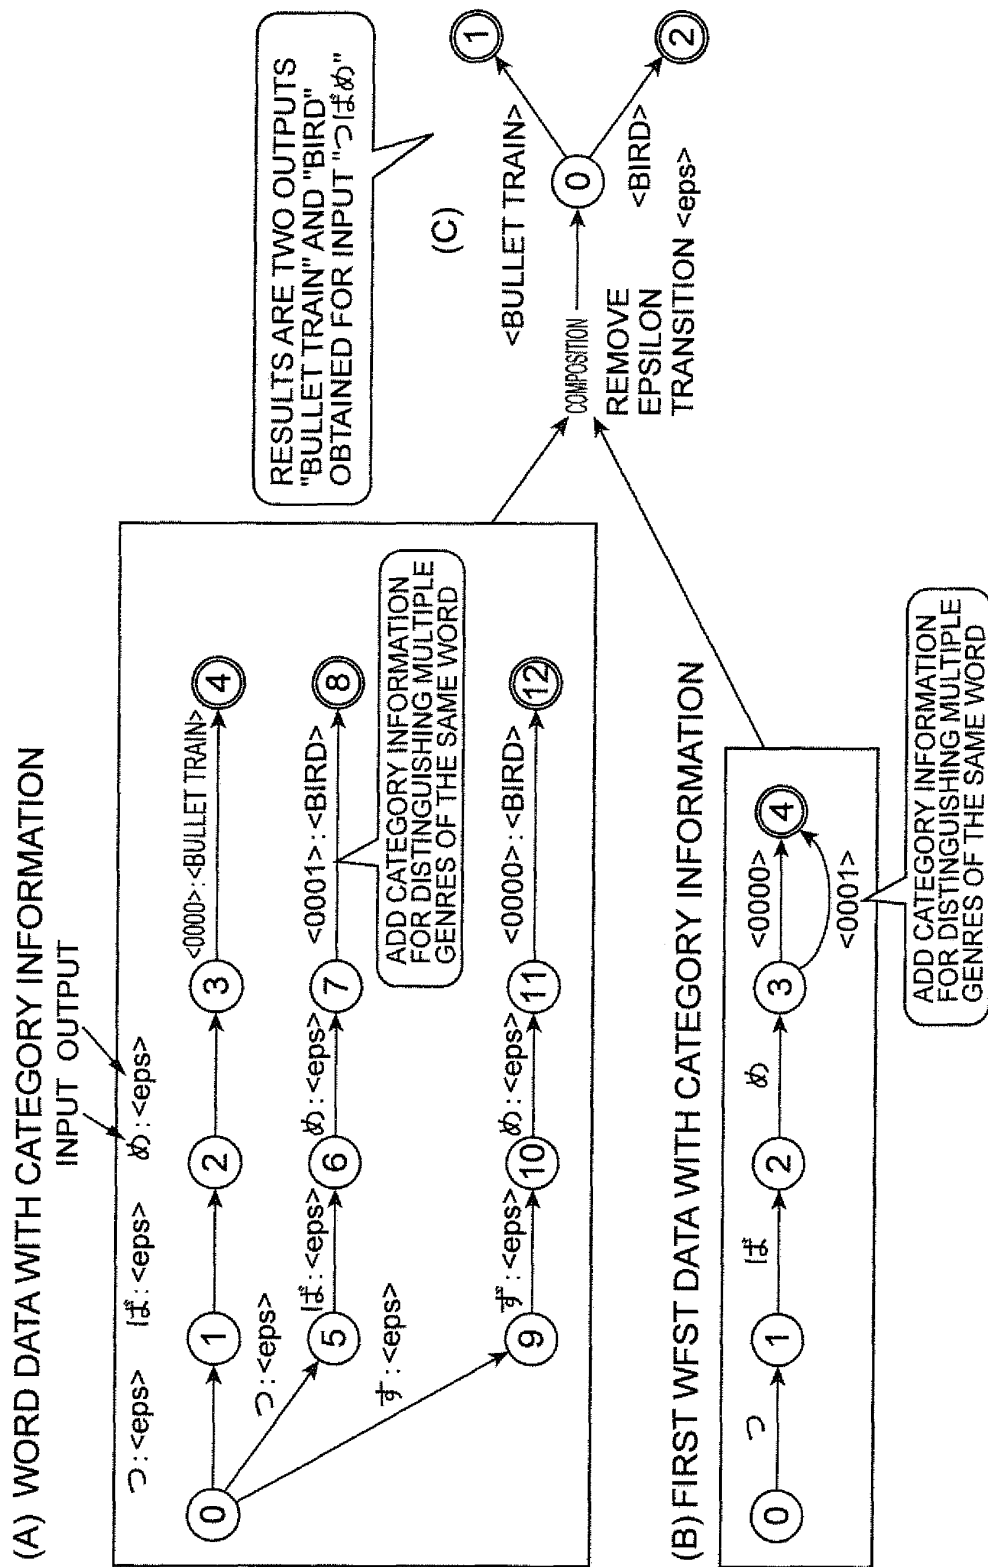 (A) WORD DATA WITH CATEGORY INFORMATION
INPUT OUTPUT
つ:<eps> ば:<eps> め:<eps> <0000>:<BULLET TRAIN>
0 1 2 3 4
つ:<eps> ば:<eps> め:<eps> <0001>:<BIRD>
5 6 7 8
ADD CATEGORY INFORMATION
FOR DISTINGUISHING MULTIPLE
GENRES OF THE SAME WORD
す:<eps> ず:<eps> め:<eps> <0000>:<BIRD>
9 10 11 12
(B) FIRST WFST DATA WITH CATEGORY INFORMATION
つ ば め <0000>
0 1 2 3 4
<0001>
ADD CATEGORY INFORMATION
FOR DISTINGUISHING MULTIPLE
GENRES OF THE SAME WORD
RESULTS ARE TWO OUTPUTS
"BULLET TRAIN" AND "BIRD"
OBTAINED FOR INPUT "つばめ"
(C)
<BULLET TRAIN>
1
COMPOSITION
0
<BIRD>
2
REMOVE
EPSILON
TRANSITION <eps>